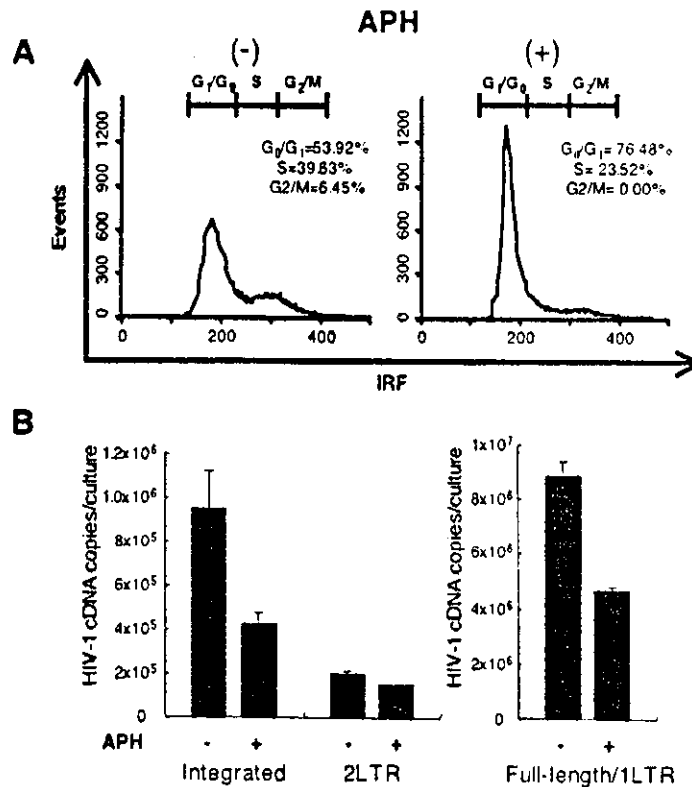 APH
A
(-)
(+)
G1/G0 S G2/M
G1/G0 S G2/M
G0/G1=53.92%
S=39.63%
G2/M=6.45%
G0/G1= 76.48%
S= 23.52%
G2/M= 0.00%
Events
1200
900
600
300
0
1200
900
600
300
0
0 200 400
0 200 400
IRF
B
HIV-1 cDNA copies/culture
1.2x10⁶
1.0x10⁶
8x10⁵
6x10⁵
4x10⁵
2x10⁵
0
HIV-1 cDNA copies/culture
1x10⁷
8x10⁶
6x10⁶
4x10⁶
2x10⁶
0
APH - + - + - +
Integrated 2LTR Full-length/1LTR